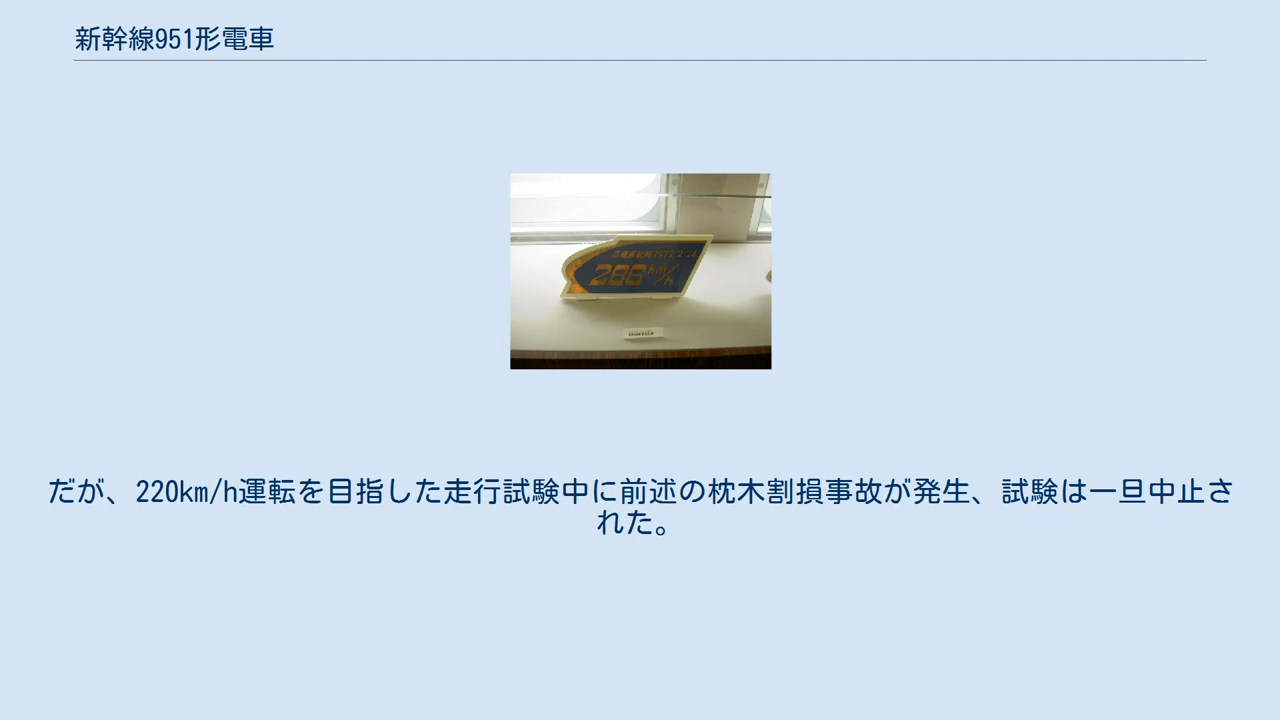 新幹線951形電車
286km/h
だが、220km/h運転を目指した走行試験中に前述の枕木割損事故が発生、試験は一旦中止さ
れた。